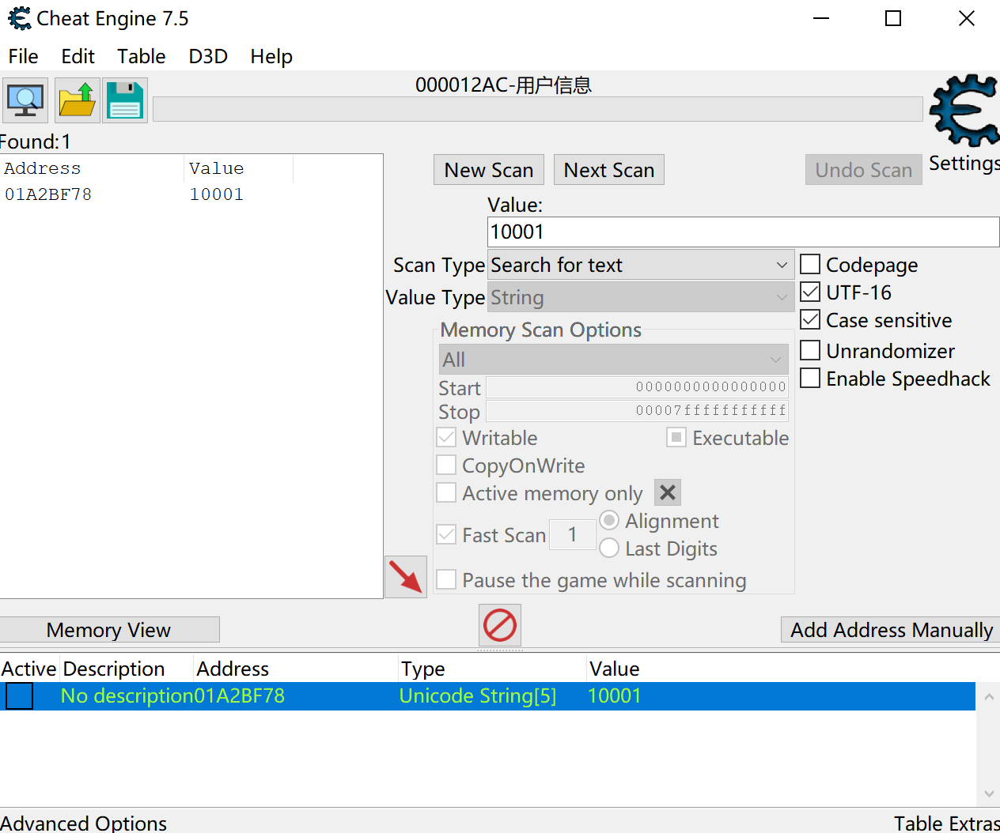 Cheat Engine 7.5
File Edit Table D3D Help
000012AC-用户信息
Found:1
Address Value
01A2BF78 10001
New Scan Next Scan Undo Scan Settings
Value:
10001
Scan Type Search for text
Value Type String
Codepage
UTF-16
Case sensitive
Unrandomizer
Enable Speedhack
Memory Scan Options
All
Start 0000000000000000
Stop 00007fffffffffff
Writable Executable
CopyOnWrite
Active memory only
Fast Scan 1 Alignment
Last Digits
Pause the game while scanning
Memory View Add Address Manually
Active Description Address Type Value
No description 01A2BF78 Unicode String[5] 10001
Advanced Options Table Extras